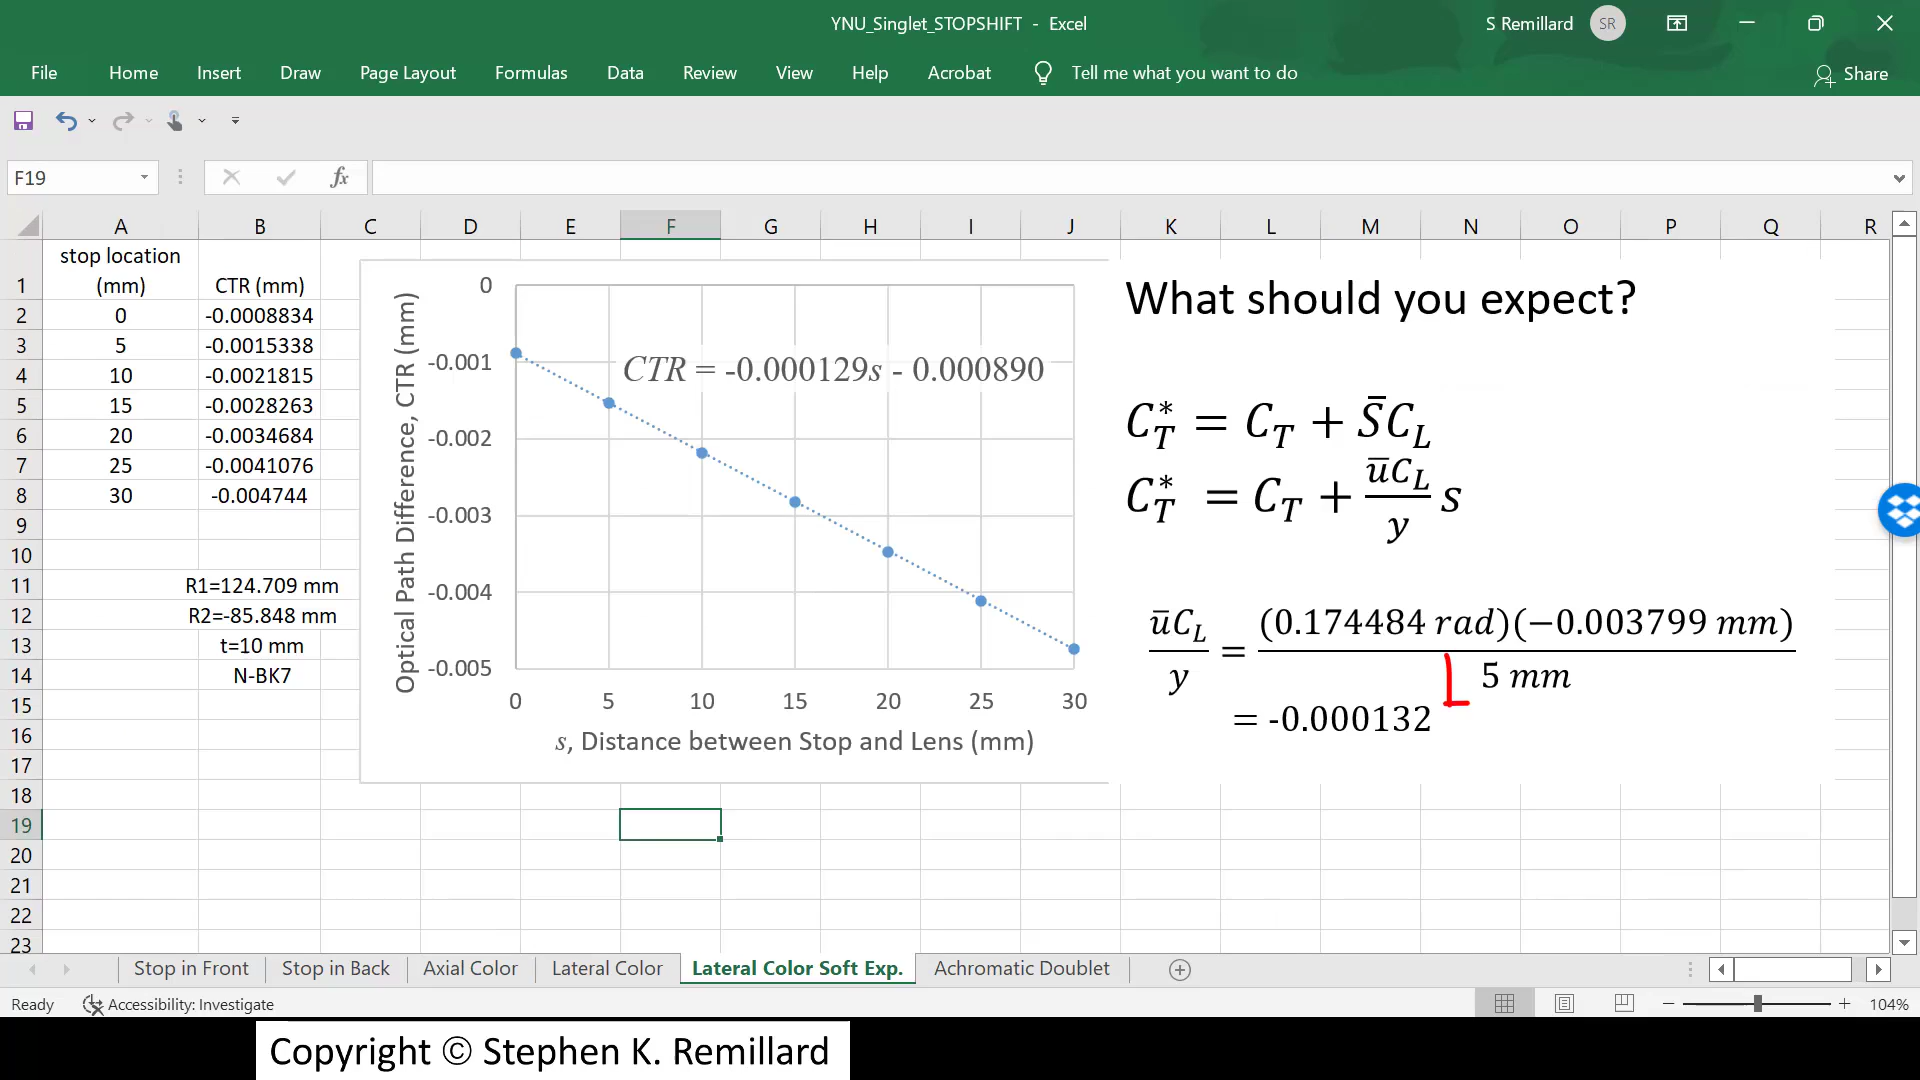 YNU_Singlet_STOPSHIFT - Excel
S Remillard SR
File Home Insert Draw Page Layout Formulas Data Review View Help Acrobat Tell me what you want to do Share
F19 fx
A B C D E F G H I J K L M N O P Q R
stop location
1 (mm) CTR (mm)
2 0 -0.0008834
3 5 -0.0015338
4 10 -0.0021815
5 15 -0.0028263
6 20 -0.0034684
7 25 -0.0041076
8 30 -0.004744
9
10
11 R1=124.709 mm
12 R2=-85.848 mm
13 t=10 mm
14 N-BK7
15
16
17
18
19
20
21
22
23
Optical Path Difference, CTR (mm)
0
-0.001
-0.002
-0.003
-0.004
-0.005
CTR = -0.000129s - 0.000890
0 5 10 15 20 25 30
s, Distance between Stop and Lens (mm)
What should you expect?
C_T^* = C_T + S̄C_L
C_T^* = C_T + ūC_L/y s
ūC_L/y = (0.174484 rad)(−0.003799 mm)/5 mm
= -0.000132
Stop in Front Stop in Back Axial Color Lateral Color Lateral Color Soft Exp. Achromatic Doublet
Ready Accessibility: Investigate 104%
Copyright © Stephen K. Remillard